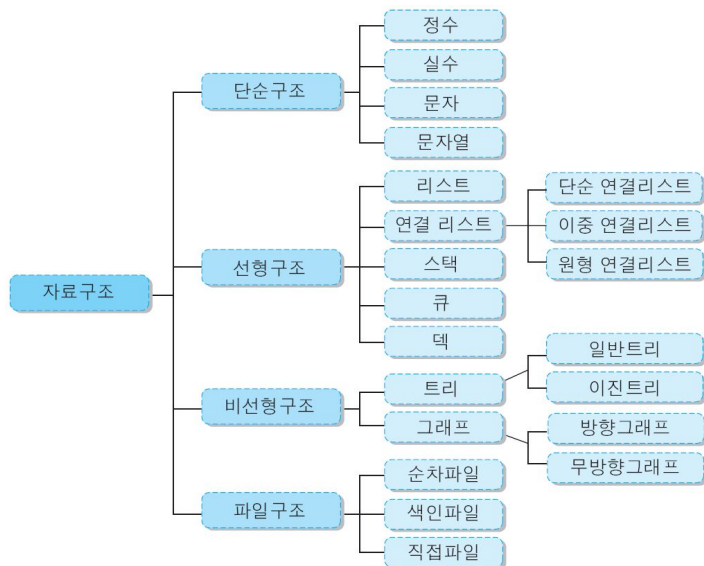 자료구조
단순구조
정수
실수
문자
문자열
선형구조
리스트
연결 리스트
단순 연결리스트
이중 연결리스트
원형 연결리스트
스택
큐
덱
비선형구조
트리
일반트리
이진트리
그래프
방향그래프
무방향그래프
파일구조
순차파일
색인파일
직접파일